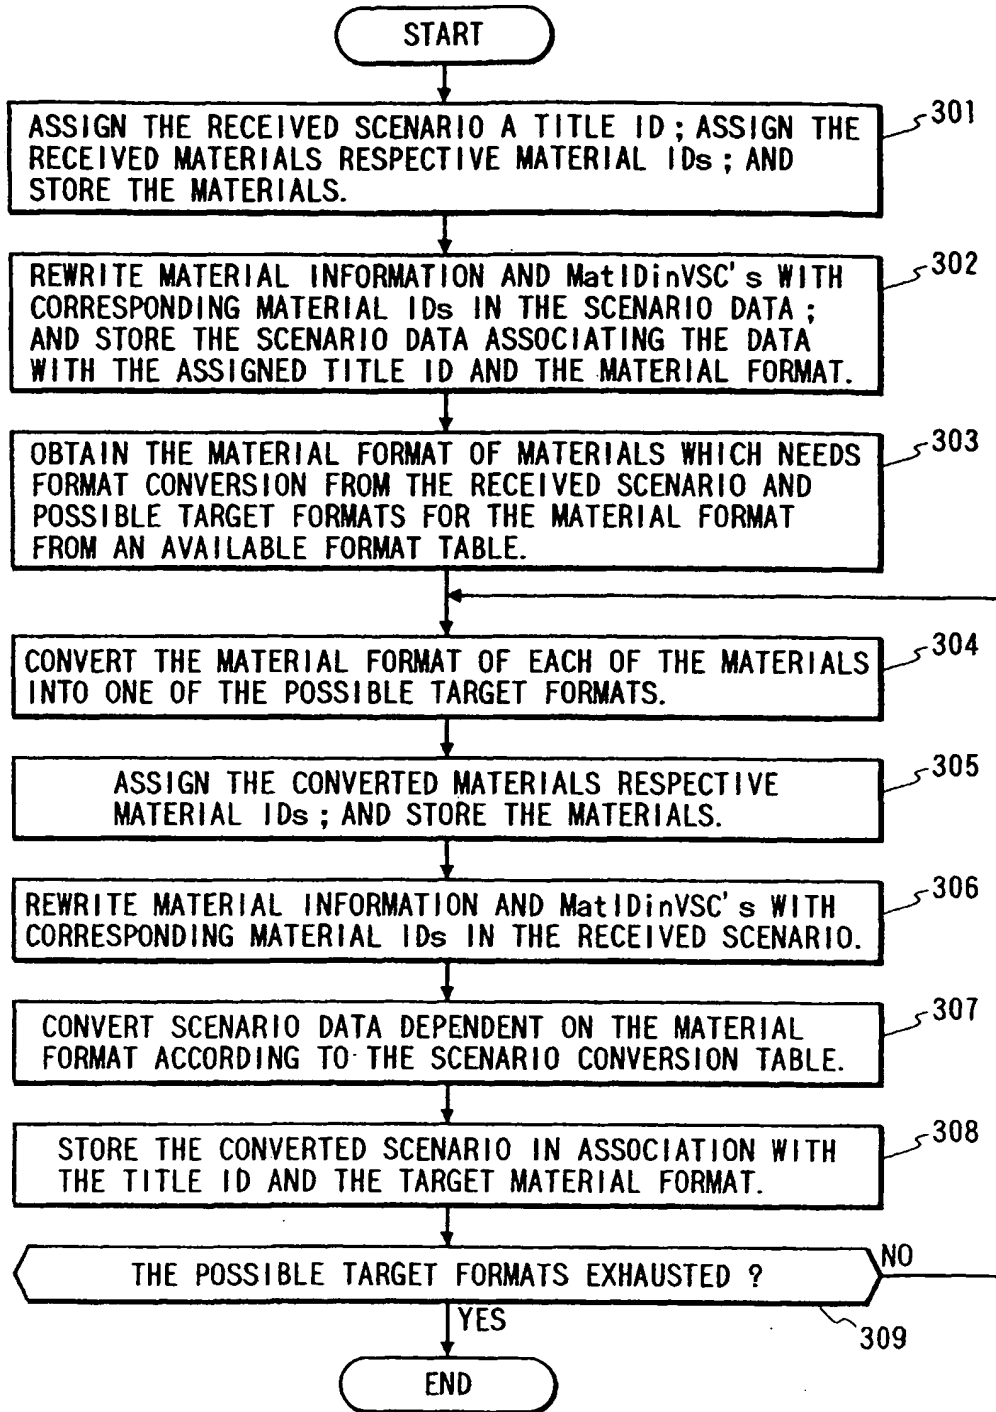 START
ASSIGN THE RECEIVED SCENARIO A TITLE ID; ASSIGN THE
RECEIVED MATERIALS RESPECTIVE MATERIAL IDs; AND
STORE THE MATERIALS.
301
REWRITE MATERIAL INFORMATION AND MatIDinVSC's WITH
CORRESPONDING MATERIAL IDs IN THE SCENARIO DATA;
AND STORE THE SCENARIO DATA ASSOCIATING THE DATA
WITH THE ASSIGNED TITLE ID AND THE MATERIAL FORMAT.
302
OBTAIN THE MATERIAL FORMAT OF MATERIALS WHICH NEEDS
FORMAT CONVERSION FROM THE RECEIVED SCENARIO AND
POSSIBLE TARGET FORMATS FOR THE MATERIAL FORMAT
FROM AN AVAILABLE FORMAT TABLE.
303
CONVERT THE MATERIAL FORMAT OF EACH OF THE MATERIALS
INTO ONE OF THE POSSIBLE TARGET FORMATS.
304
ASSIGN THE CONVERTED MATERIALS RESPECTIVE
MATERIAL IDs; AND STORE THE MATERIALS.
305
REWRITE MATERIAL INFORMATION AND MatIDinVSC's WITH
CORRESPONDING MATERIAL IDs IN THE RECEIVED SCENARIO.
306
CONVERT SCENARIO DATA DEPENDENT ON THE MATERIAL
FORMAT ACCORDING TO THE SCENARIO CONVERSION TABLE.
307
STORE THE CONVERTED SCENARIO IN ASSOCIATION WITH
THE TITLE ID AND THE TARGET MATERIAL FORMAT.
308
THE POSSIBLE TARGET FORMATS EXHAUSTED ?
NO
YES
309
END